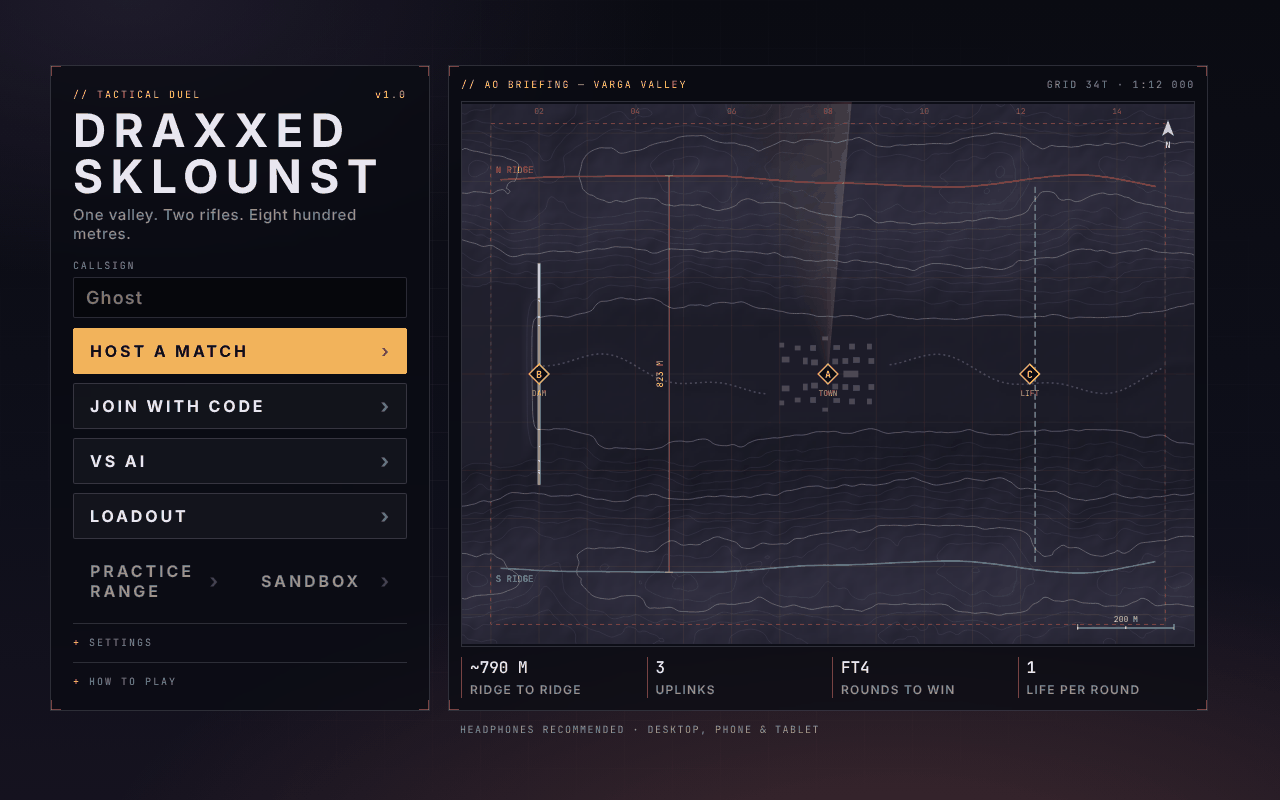 // TACTICAL DUEL
v1.0
DRAXXED
SKLOUNST
One valley. Two rifles. Eight hundred
metres.
CALLSIGN
Ghost
HOST A MATCH ›
JOIN WITH CODE ›
VS AI ›
LOADOUT ›
PRACTICE
RANGE ›
SANDBOX ›
+ SETTINGS
+ HOW TO PLAY
// AO BRIEFING — VARGA VALLEY
GRID 34T · 1:12 000
02 04 06 08 10 12 14
N
N RIDGE
823 M
B
DAM
A
TOWN
C
LIFT
S RIDGE
200 M
~790 M
RIDGE TO RIDGE
3
UPLINKS
FT4
ROUNDS TO WIN
1
LIFE PER ROUND
HEADPHONES RECOMMENDED · DESKTOP, PHONE & TABLET